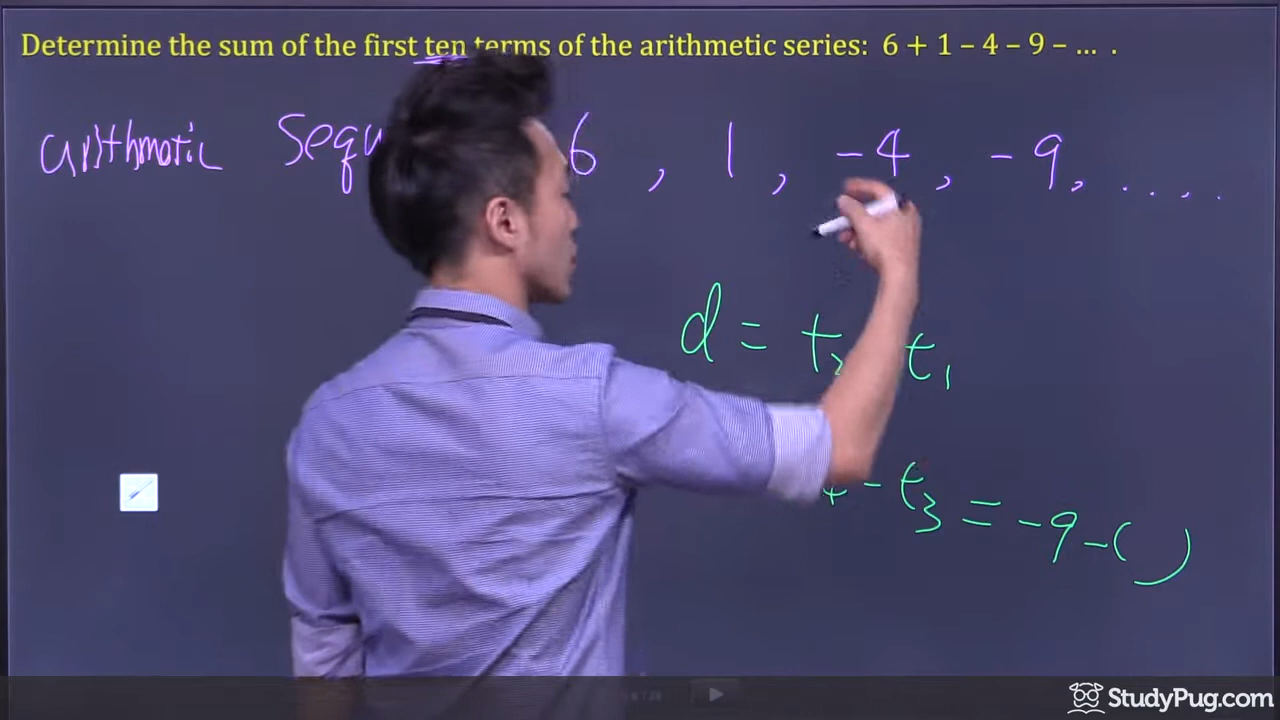 Determine the sum of the first ten terms of the arithmetic series: 6 + 1 – 4 – 9 – ... .
arithmetic Sequ 6 , 1 , -4 , -9 , ....
d = t2 t1
- t3 = -9 - ( )
StudyPug.com